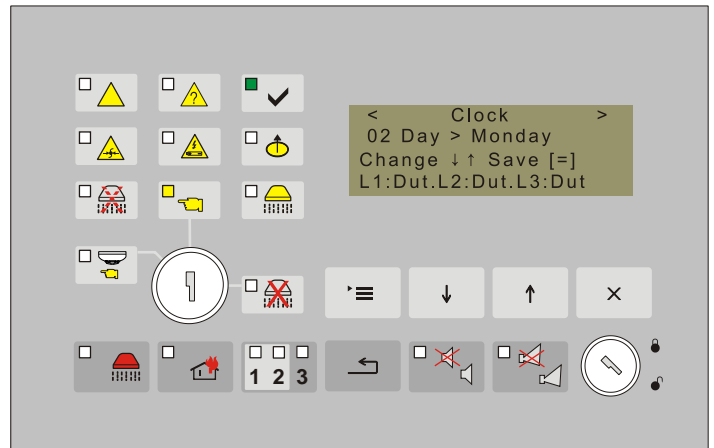 ?
< Clock >
02 Day > Monday
Change ↓↑ Save [=]
L1:Dut.L2:Dut.L3:Dut
1 2 3